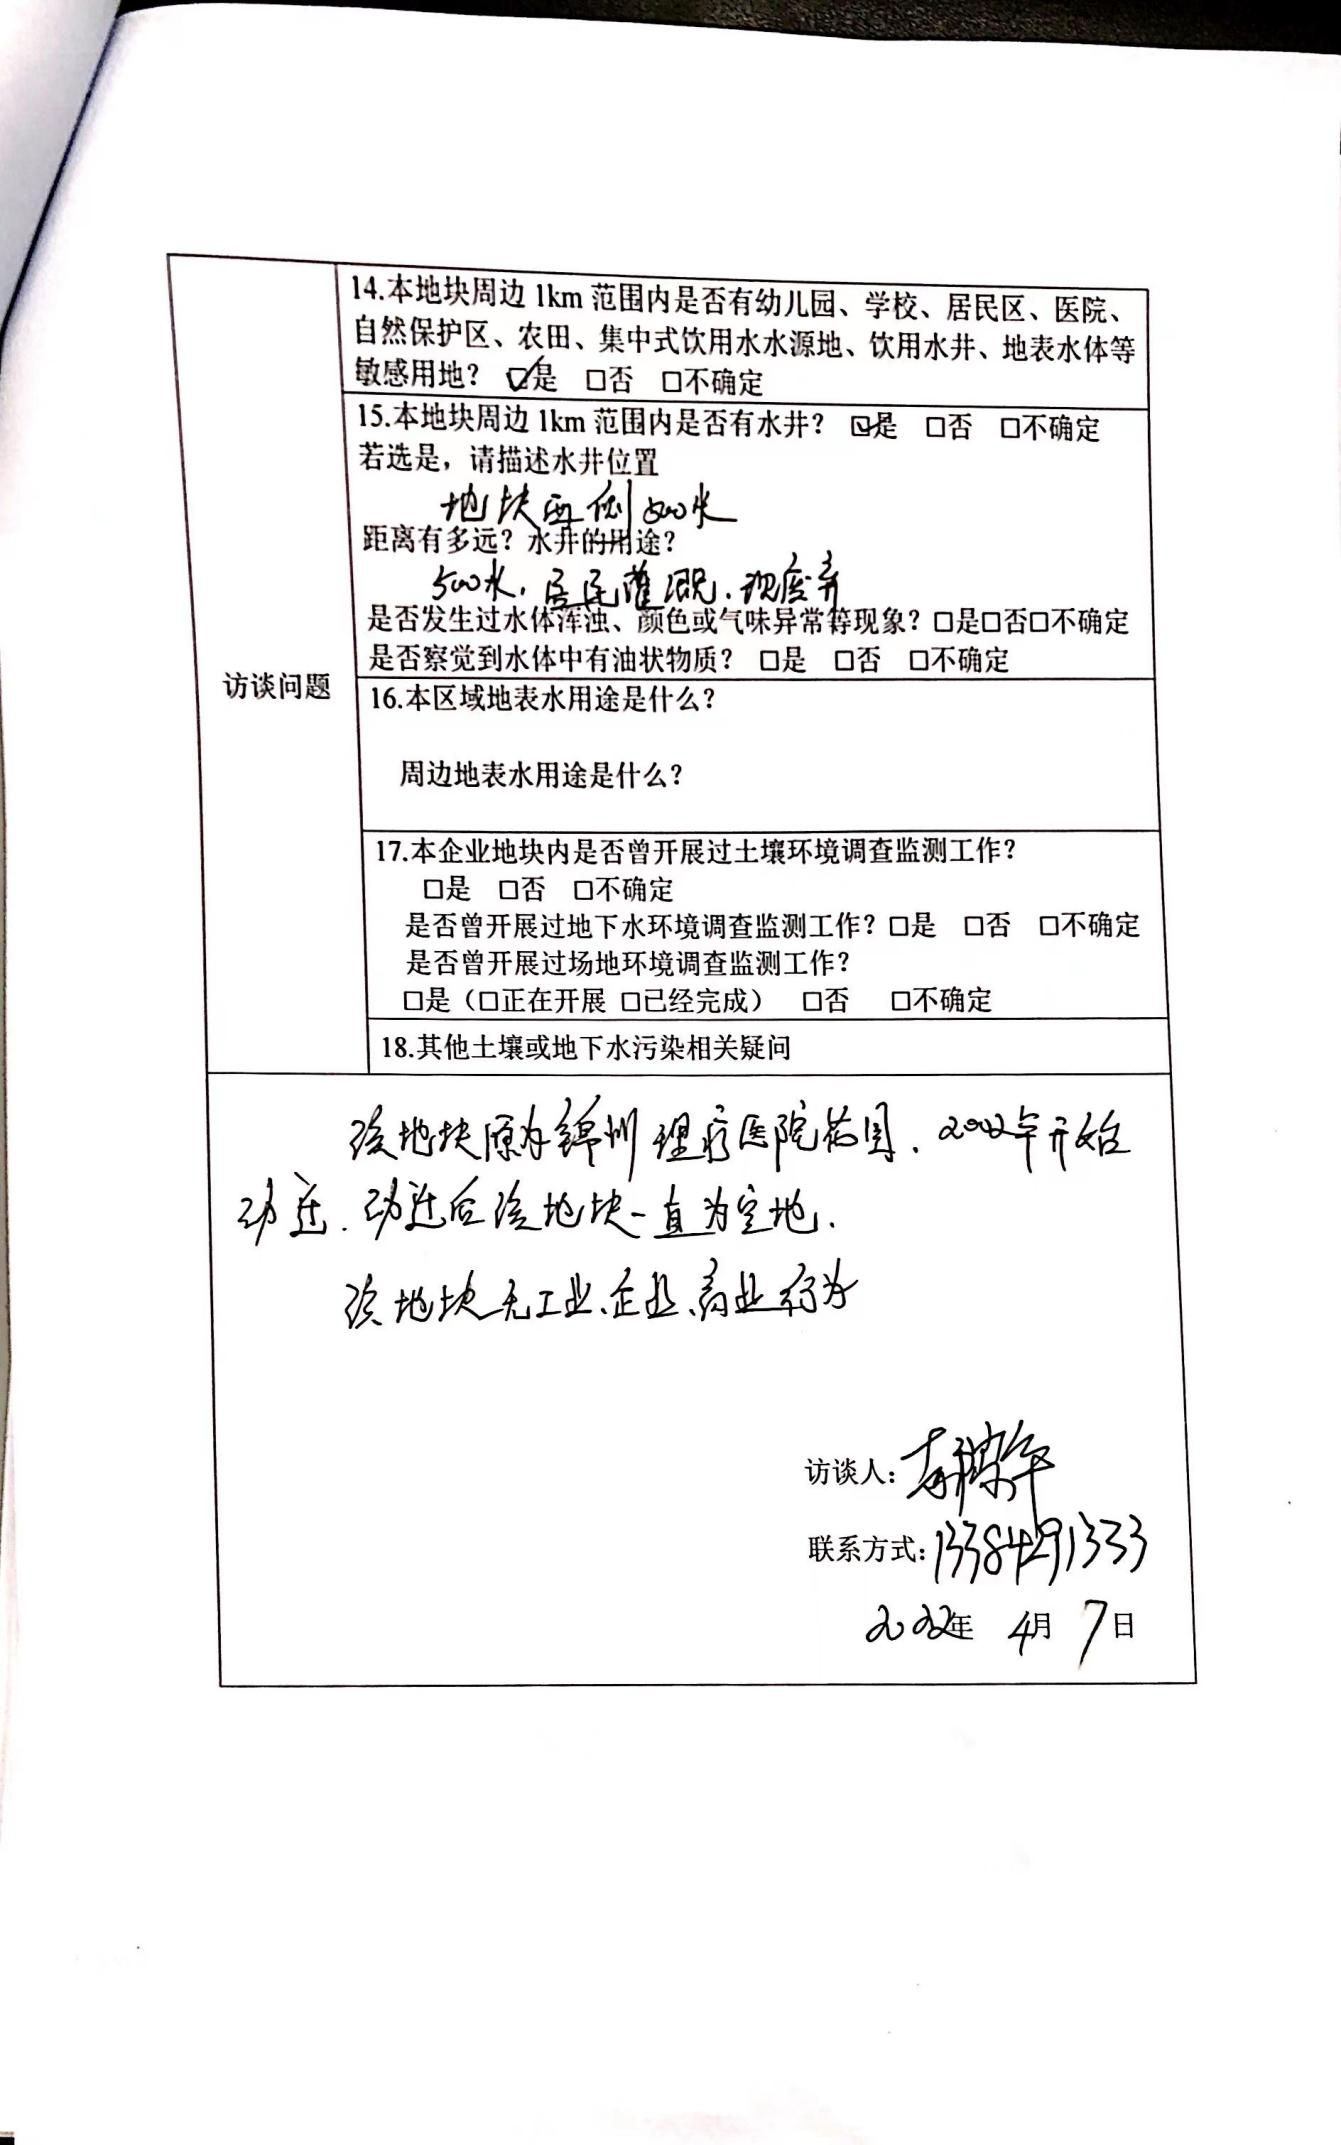 访谈问题
14.本地块周边 1km 范围内是否有幼儿园、学校、居民区、医院、
自然保护区、农田、集中式饮用水水源地、饮用水井、地表水体等
敏感用地？ ☑是 □否 □不确定
15.本地块周边 1km 范围内是否有水井？ ☑是 □否 □不确定
若选是，请描述水井位置
地块西侧500米
距离有多远？水井的用途？
500米，居民灌溉，现废弃
是否发生过水体浑浊、颜色或气味异常等现象？□是□否□不确定
是否察觉到水体中有油状物质？ □是 □否 □不确定
16.本区域地表水用途是什么？
周边地表水用途是什么？
17.本企业地块内是否曾开展过土壤环境调查监测工作？
□是 □否 □不确定
是否曾开展过地下水环境调查监测工作？□是 □否 □不确定
是否曾开展过场地环境调查监测工作？
□是（□正在开展 □已经完成） □否 □不确定
18.其他土壤或地下水污染相关疑问
该地块原为锦州理疗医院范围，2002年开始
动迁，动迁后该地块一直为空地.
该地块无工业、企业、商业行为
访谈人：
联系方式：13384291333
2022年 4月 7日